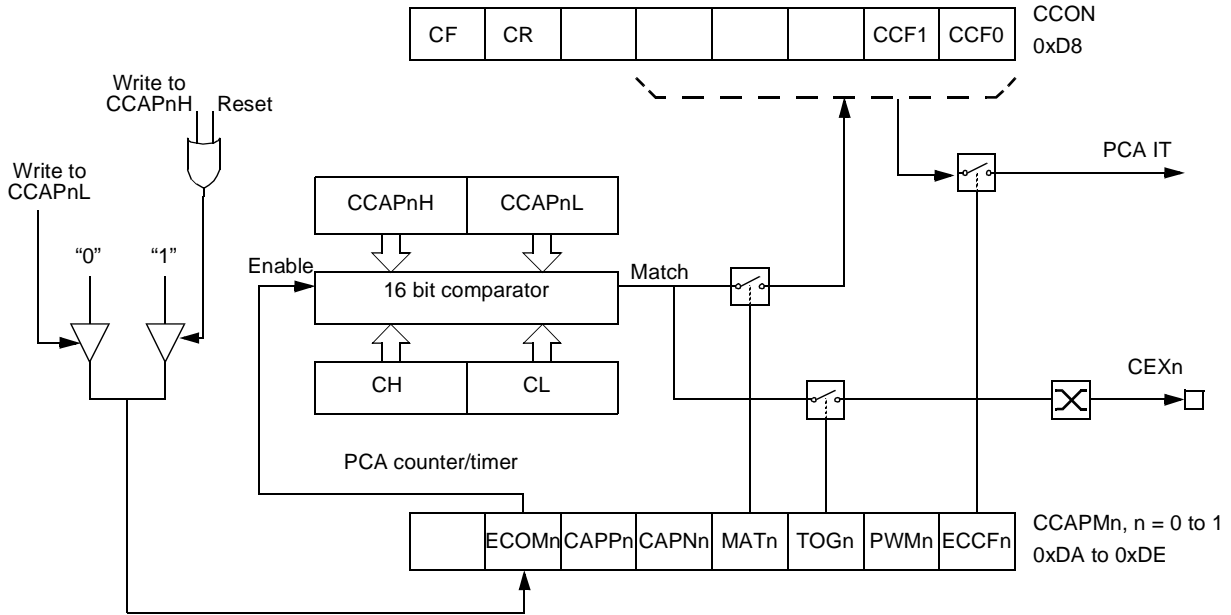 CF CR CCF1 CCF0
CCON
0xD8
Write to
CCAPnH Reset
Write to
CCAPnL
“0” “1”
PCA IT
CCAPnH CCAPnL
Enable
16 bit comparator
Match
CH CL
CEXn
PCA counter/timer
ECOMn CAPPn CAPNn MATn TOGn PWMn ECCFn
CCAPMn, n = 0 to 1
0xDA to 0xDE